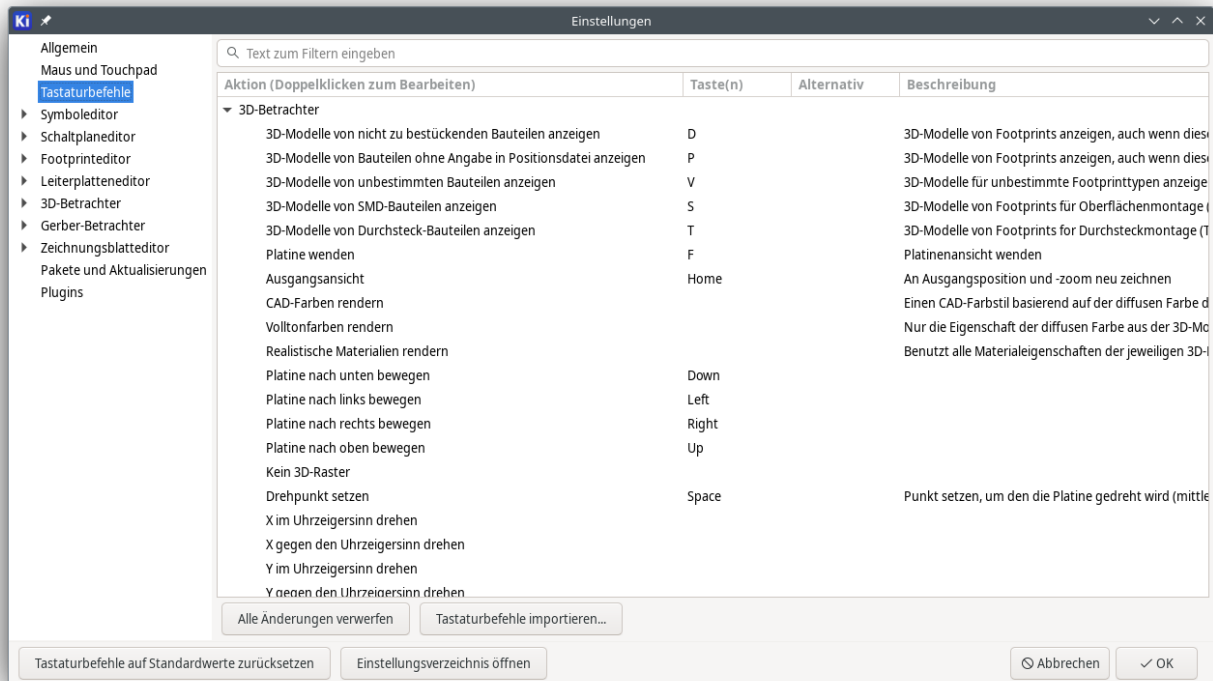 Ki
Einstellungen
Allgemein
Maus und Touchpad
Tastaturbefehle
Symboleditor
Schaltplaneditor
Footprinteditor
Leiterplatteneditor
3D-Betrachter
Gerber-Betrachter
Zeichnungsblatteditor
Pakete und Aktualisierungen
Plugins
Text zum Filtern eingeben
Aktion (Doppelklicken zum Bearbeiten) Taste(n) Alternativ Beschreibung
3D-Betrachter
3D-Modelle von nicht zu bestückenden Bauteilen anzeigen D 3D-Modelle von Footprints anzeigen, auch wenn dies
3D-Modelle von Bauteilen ohne Angabe in Positionsdatei anzeigen P 3D-Modelle von Footprints anzeigen, auch wenn dies
3D-Modelle von unbestimmten Bauteilen anzeigen V 3D-Modelle für unbestimmte Footprinttypen anzeige
3D-Modelle von SMD-Bauteilen anzeigen S 3D-Modelle von Footprints für Oberflächenmontage (
3D-Modelle von Durchsteck-Bauteilen anzeigen T 3D-Modelle von Footprints for Durchsteckmontage (T
Platine wenden F Platinenansicht wenden
Ausgangsansicht Home An Ausgangsposition und -zoom neu zeichnen
CAD-Farben rendern Einen CAD-Farbstil basierend auf der diffusen Farbe d
Volltonfarben rendern Nur die Eigenschaft der diffusen Farbe aus der 3D-Mo
Realistische Materialien rendern Benutzt alle Materialeigenschaften der jeweiligen 3D-
Platine nach unten bewegen Down
Platine nach links bewegen Left
Platine nach rechts bewegen Right
Platine nach oben bewegen Up
Kein 3D-Raster
Drehpunkt setzen Space Punkt setzen, um den die Platine gedreht wird (mittle
X im Uhrzeigersinn drehen
X gegen den Uhrzeigersinn drehen
Y im Uhrzeigersinn drehen
Y gegen den Uhrzeigersinn drehen
Alle Änderungen verwerfen Tastaturbefehle importieren...
Tastaturbefehle auf Standardwerte zurücksetzen Einstellungsverzeichnis öffnen Abbrechen OK